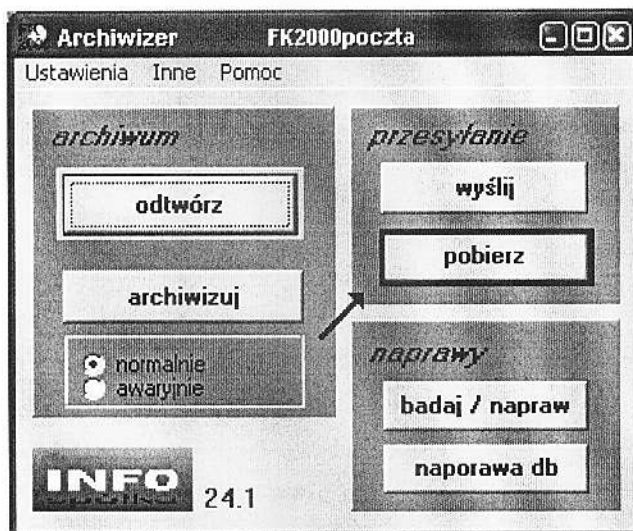 Archiwizer FK2000poczta
Ustawienia Inne Pomoc
archiwum
odtwórz
archiwizuj
normalnie
awaryjnie
przesyłanie
wyślij
pobierz
naprawy
badaj / napraw
naporawa db
INFO
24.1